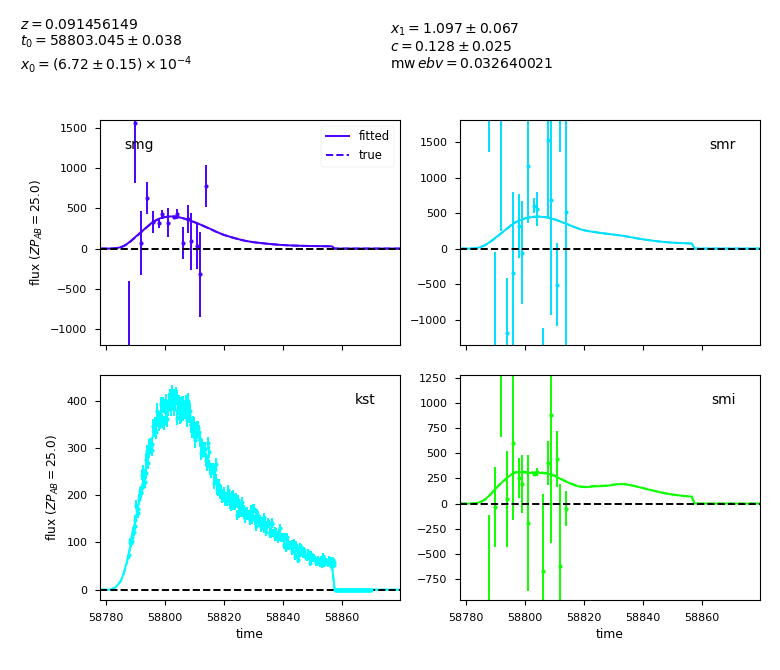 z = 0.091456149
t₀ = 58803.045 ± 0.038
x₀ = (6.72 ± 0.15) × 10⁻⁴
x₁ = 1.097 ± 0.067
c = 0.128 ± 0.025
mw ebv = 0.032640021
smg
fitted
true
1500
1000
500
0
−500
−1000
flux (ZP_AB = 25.0)
smr
1500
1000
500
0
−500
−1000
kst
400
300
200
100
0
flux (ZP_AB = 25.0)
58780 58800 58820 58840 58860
time
smi
1250
1000
750
500
250
0
−250
−500
−750
58780 58800 58820 58840 58860
time